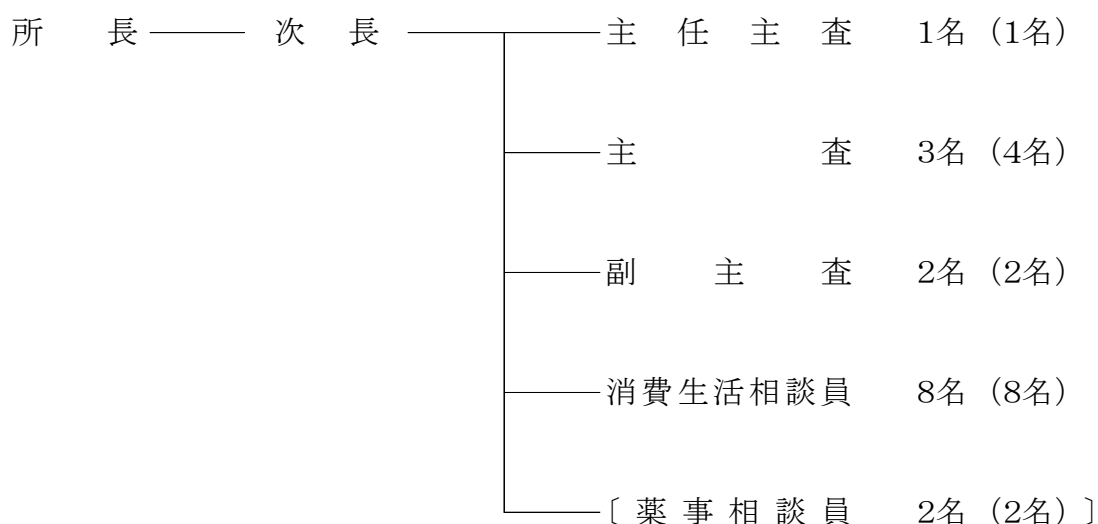 所長 次長 主任主査 1名 (1名)
主査 3名 (4名)
副主査 2名 (2名)
消費生活相談員 8名 (8名)
〔薬事相談員 2名 (2名)〕